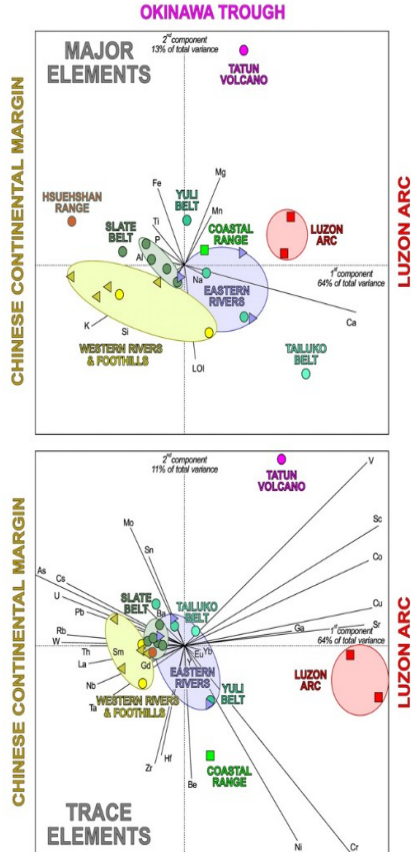 OKINAWA TROUGH
MAJOR
ELEMENTS
2nd component
13% of total variance
TATUN
VOLCANO
CHINESE CONTINENTAL MARGIN
HSUEHSHAN
RANGE
Fe
Mg
YULI
BELT
Mn
Ti
SLATE
BELT
P
Al
COASTAL
RANGE
LUZON
ARC
LUZON ARC
1st component
64% of total variance
Na
EASTERN
RIVERS
Ca
K
Si
WESTERN RIVERS
& FOOTHILLS
LOI
TAILUKO
BELT
2nd component
11% of total variance
TATUN
VOLCANO
V
CHINESE CONTINENTAL MARGIN
Mo
Sn
Sc
Co
As
Cs
U
Pb
SLATE
BELT
Ba
TAILUKO
BELT
Cu
Sr
Ga
1st component
64% of total variance
Rb
W
Th
Sm
La
Gd
Y
Eu
Yb
Nb
Ta
WESTERN RIVERS
& FOOTHILLS
EASTERN
RIVERS
YULI
BELT
LUZON
ARC
LUZON ARC
Zr
Hf
Be
COASTAL
RANGE
TRACE
ELEMENTS
Ni
Cr